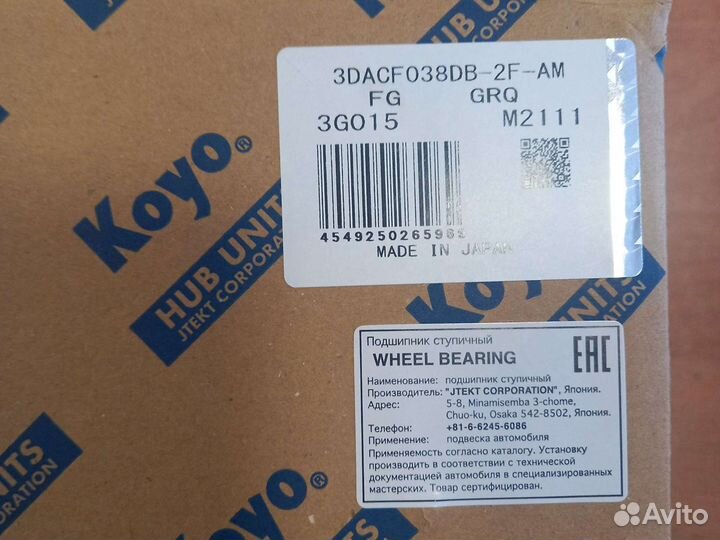 3DACF038DB-2F-AM
FG GRQ
3G015 M2111
MADE IN JAPAN
Koyo®
HUB UNITS
JTEKT CORPORATION
Подшипник ступичный
WHEEL BEARING
EAC
Наименование: подшипник ступичный
Производитель: "JTEKT CORPORATION", Япония.
Адрес: 5-8, Minamisemba 3-chome,
Chuo-ku, Osaka 542-8502, Япония.
Телефон: +81-6-6245-6086
Применение: подвеска автомобиля
Применяемость согласно каталогу. Установку
производить в соответствии с технической
документацией автомобиля в специализированных
мастерских. Товар сертифицирован.
Koyo®
UNITS
CORPORATION
Koyo
HUB UNITS
JTEKT CORPORATION
Avito